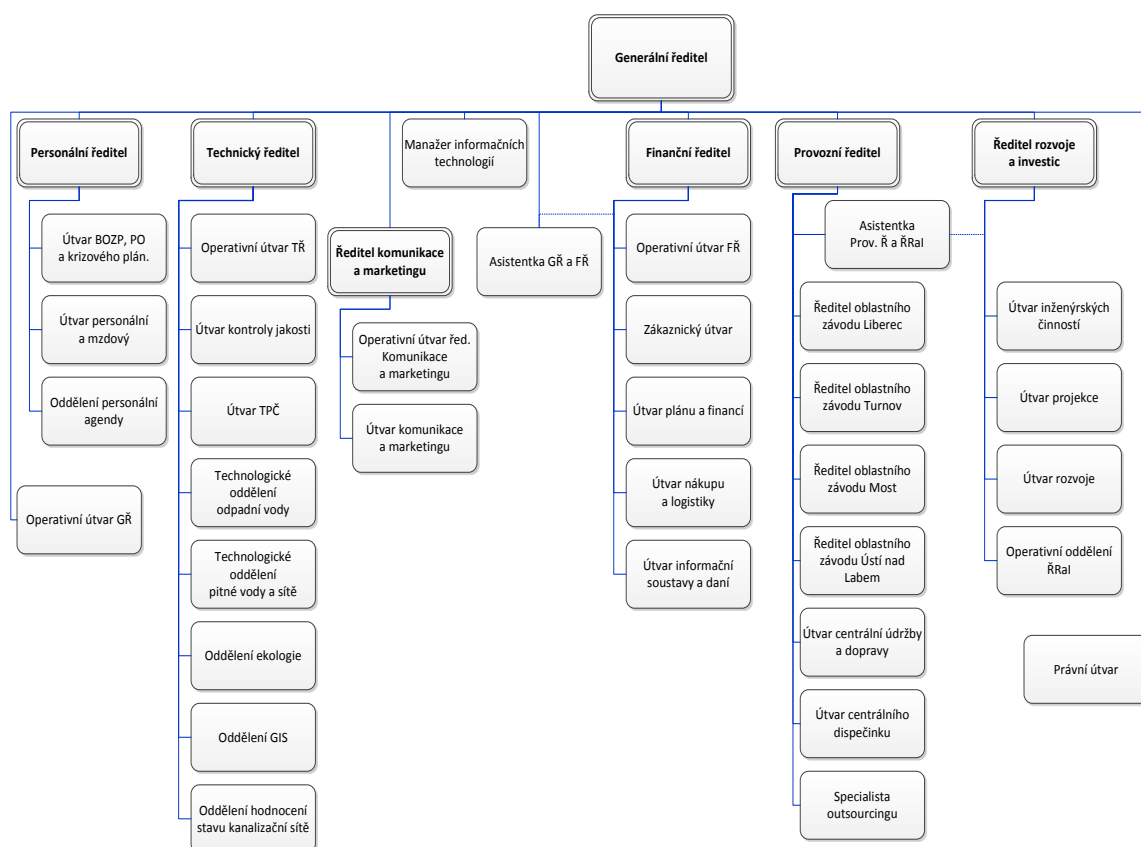 Generální ředitel
Personální ředitel
Technický ředitel
Manažer informačních
technologií
Finanční ředitel
Provozní ředitel
Ředitel rozvoje
a investic
Útvar BOZP, PO
a krizového plán.
Útvar personální
a mzdový
Oddělení personální
agendy
Operativní útvar GŘ
Operativní útvar TŘ
Útvar kontroly jakosti
Útvar TPČ
Technologické
oddělení
odpadní vody
Technologické
oddělení
pitné vody a sítě
Oddělení ekologie
Oddělení GIS
Oddělení hodnocení
stavu kanalizační sítě
Ředitel komunikace
a marketingu
Operativní útvar řed.
Komunikace
a marketingu
Útvar komunikace
a marketingu
Asistentka GŘ a FŘ
Operativní útvar FŘ
Zákaznický útvar
Útvar plánu a financí
Útvar nákupu
a logistiky
Útvar informační
soustavy a daní
Asistentka
Prov. Ř a ŘRaI
Ředitel oblastního
závodu Liberec
Ředitel oblastního
závodu Turnov
Ředitel oblastního
závodu Most
Ředitel oblastního
závodu Ústí nad
Labem
Útvar centrální údržby
a dopravy
Útvar centrálního
dispečinku
Specialista
outsourcingu
Útvar inženýrských
činností
Útvar projekce
Útvar rozvoje
Operativní oddělení
ŘRaI
Právní útvar